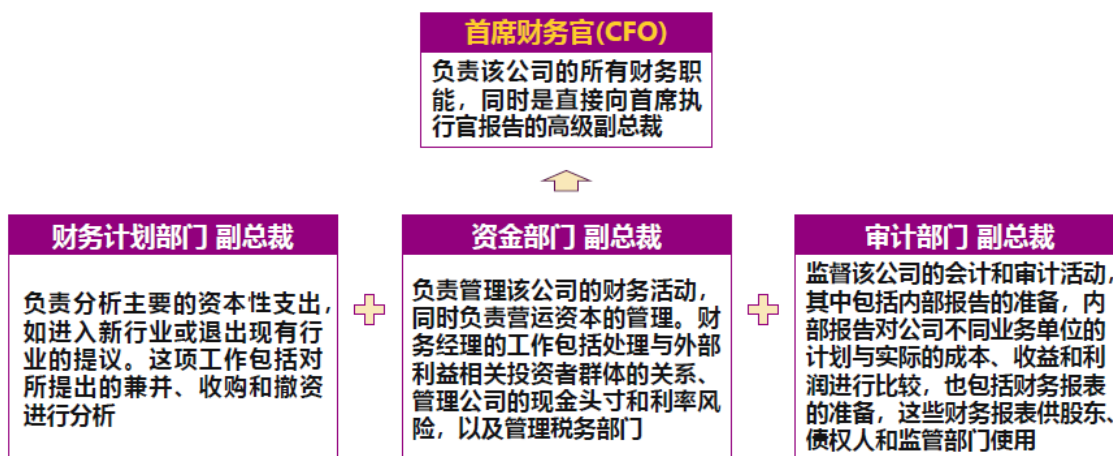 首席财务官(CFO)
负责该公司的所有财务职
能，同时是直接向首席执
行官报告的高级副总裁
财务计划部门 副总裁
负责分析主要的资本性支出，
如进入新行业或退出现有行
业的提议。这项工作包括对
所提出的兼并、收购和撤资
进行分析
资金部门 副总裁
负责管理该公司的财务活动，
同时负责营运资本的管理。财
务经理的工作包括处理与外部
利益相关投资者群体的关系、
管理公司的现金头寸和利率风
险，以及管理税务部门
审计部门 副总裁
监督该公司的会计和审计活动，
其中包括内部报告的准备，内
部报告对公司不同业务单位的
计划与实际的成本、收益和利
润进行比较，也包括财务报表
的准备，这些财务报表供股东、
债权人和监管部门使用